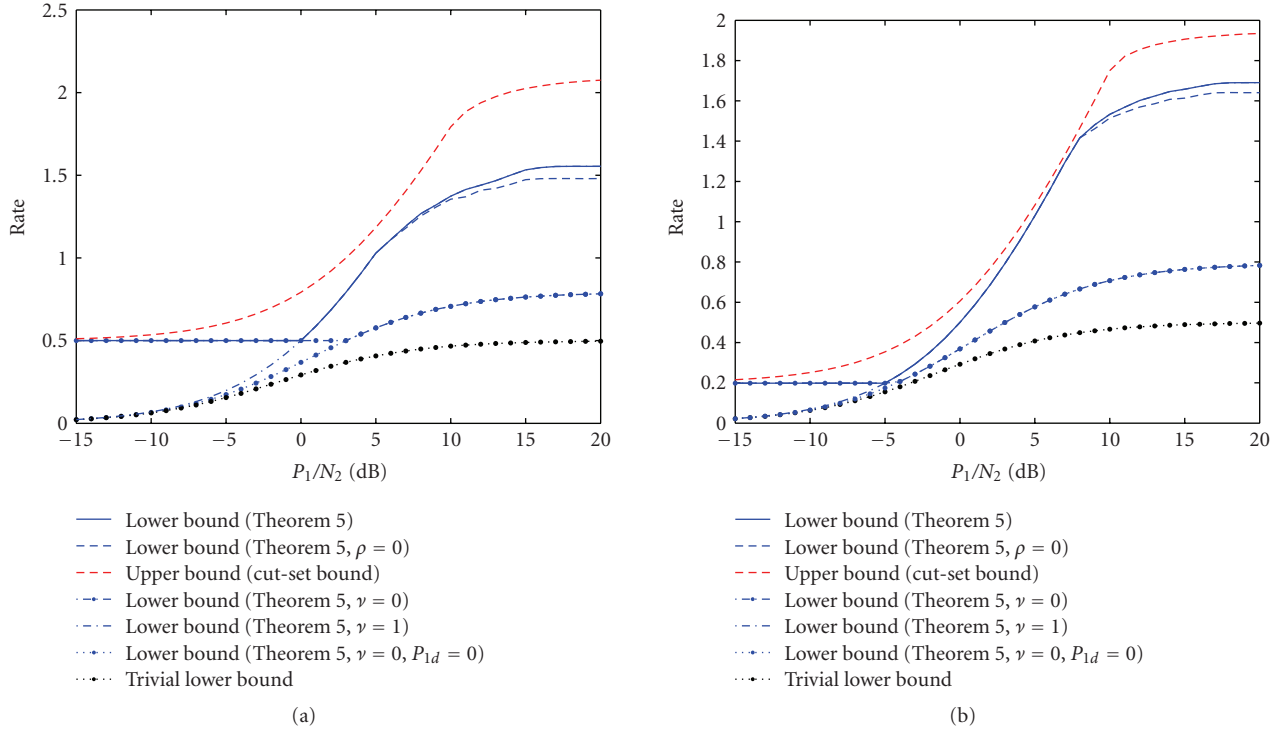 2.5
2
1.5
1
0.5
0
Rate
−15
−10
−5
0
5
10
15
20
P1/N2 (dB)
Lower bound (Theorem 5)
Lower bound (Theorem 5, ρ = 0)
Upper bound (cut-set bound)
Lower bound (Theorem 5, ν = 0)
Lower bound (Theorem 5, ν = 1)
Lower bound (Theorem 5, ν = 0, P1d = 0)
Trivial lower bound
(a)
2
1.8
1.6
1.4
1.2
1
0.8
0.6
0.4
0.2
0
Rate
−15
−10
−5
0
5
10
15
20
P1/N2 (dB)
Lower bound (Theorem 5)
Lower bound (Theorem 5, ρ = 0)
Upper bound (cut-set bound)
Lower bound (Theorem 5, ν = 0)
Lower bound (Theorem 5, ν = 1)
Lower bound (Theorem 5, ν = 0, P1d = 0)
Trivial lower bound
(b)